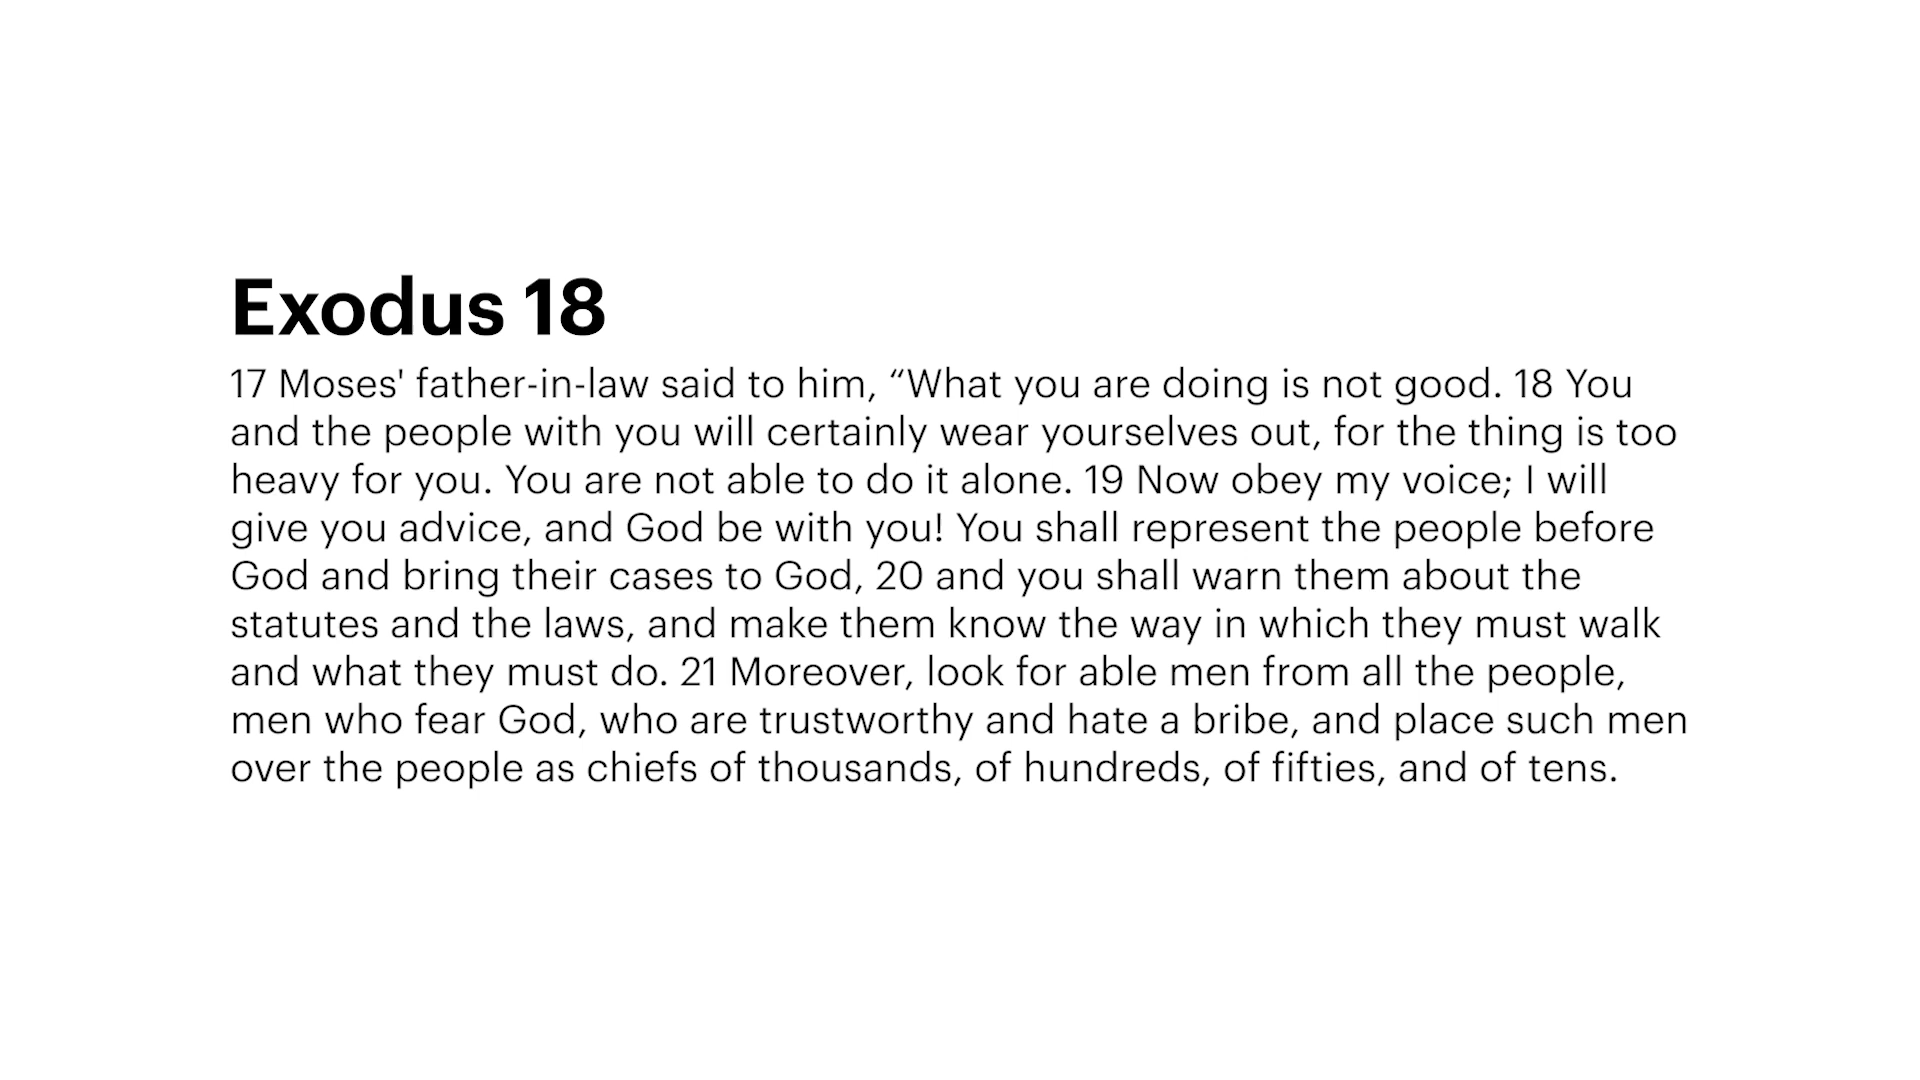 Exodus 18
17 Moses' father-in-law said to him, “What you are doing is not good. 18 You
and the people with you will certainly wear yourselves out, for the thing is too
heavy for you. You are not able to do it alone. 19 Now obey my voice; I will
give you advice, and God be with you! You shall represent the people before
God and bring their cases to God, 20 and you shall warn them about the
statutes and the laws, and make them know the way in which they must walk
and what they must do. 21 Moreover, look for able men from all the people,
men who fear God, who are trustworthy and hate a bribe, and place such men
over the people as chiefs of thousands, of hundreds, of fifties, and of tens.